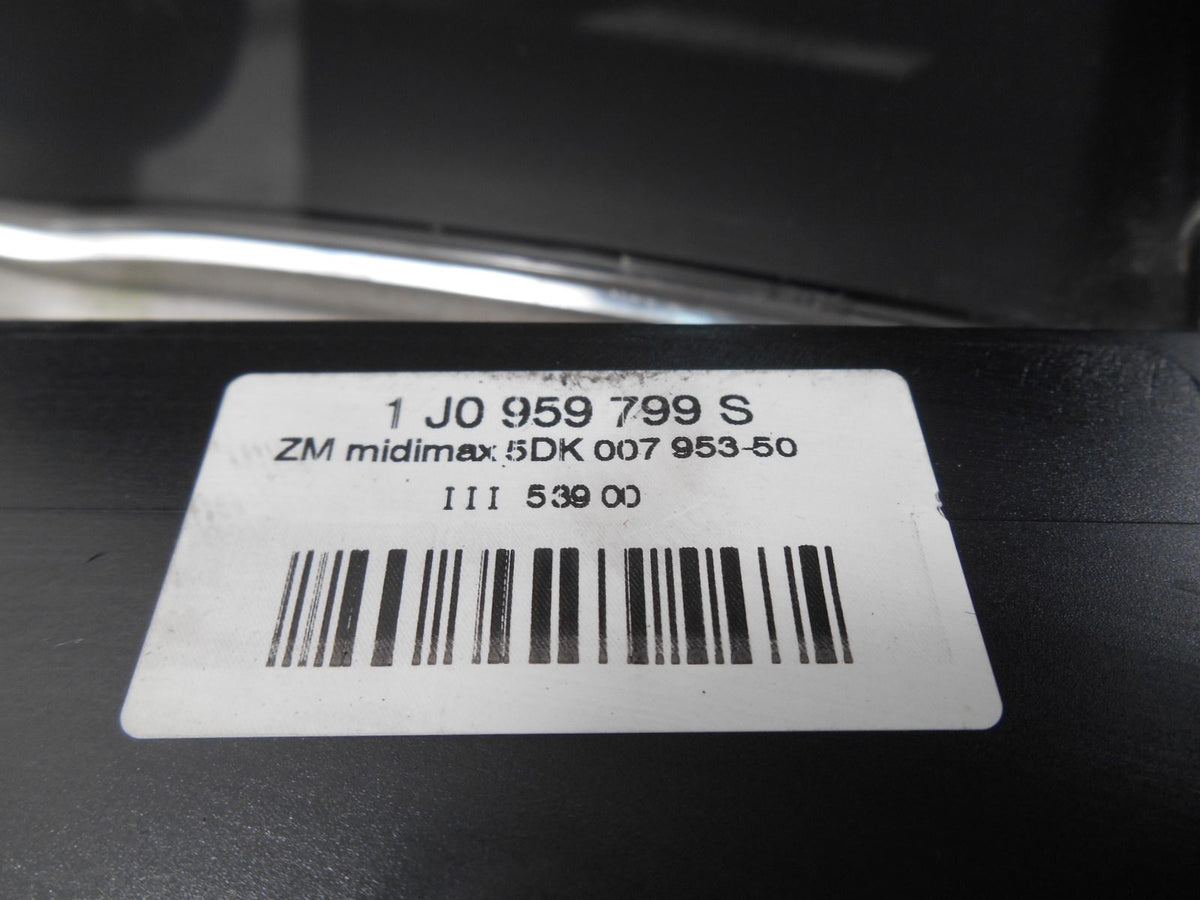 1 J0 959 799 S
ZM midimax 5DK 007 953-50
III 539 00